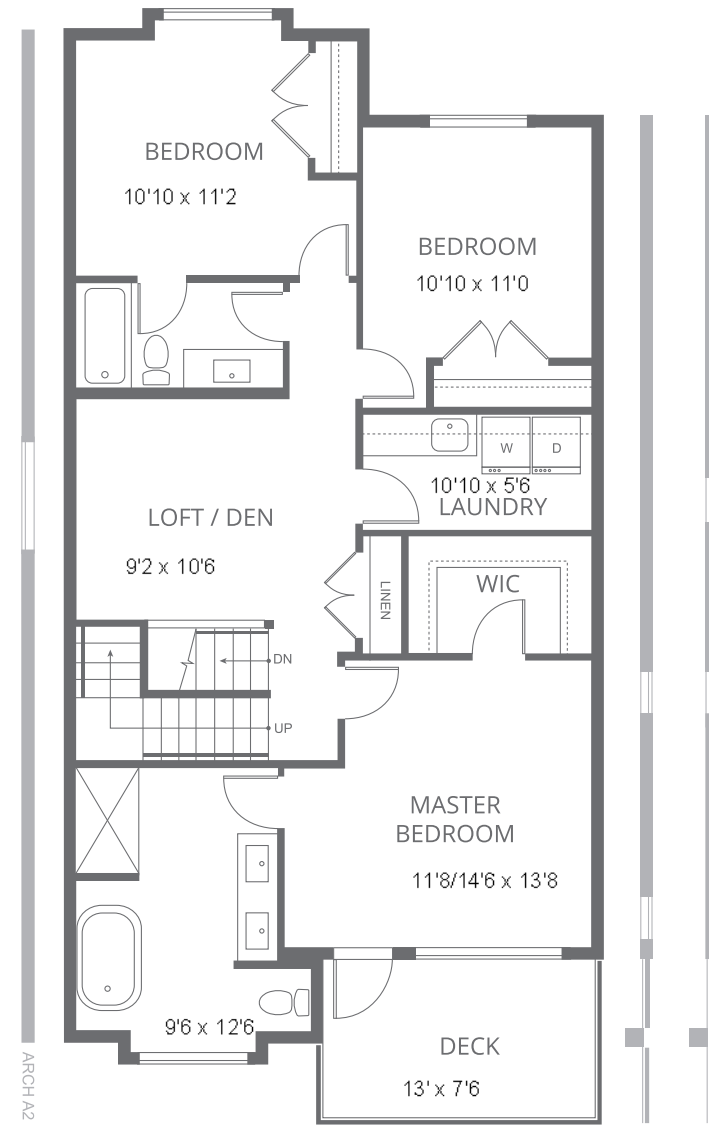 BEDROOM
10'10 x 11'2
BEDROOM
10'10 x 11'0
W
D
10'10 x 5'6
LAUNDRY
LOFT / DEN
9'2 x 10'6
LINEN
WIC
DN
UP
MASTER
BEDROOM
11'8/14'6 x 13'8
9'6 x 12'6
DECK
13' x 7'6
ARCH A2